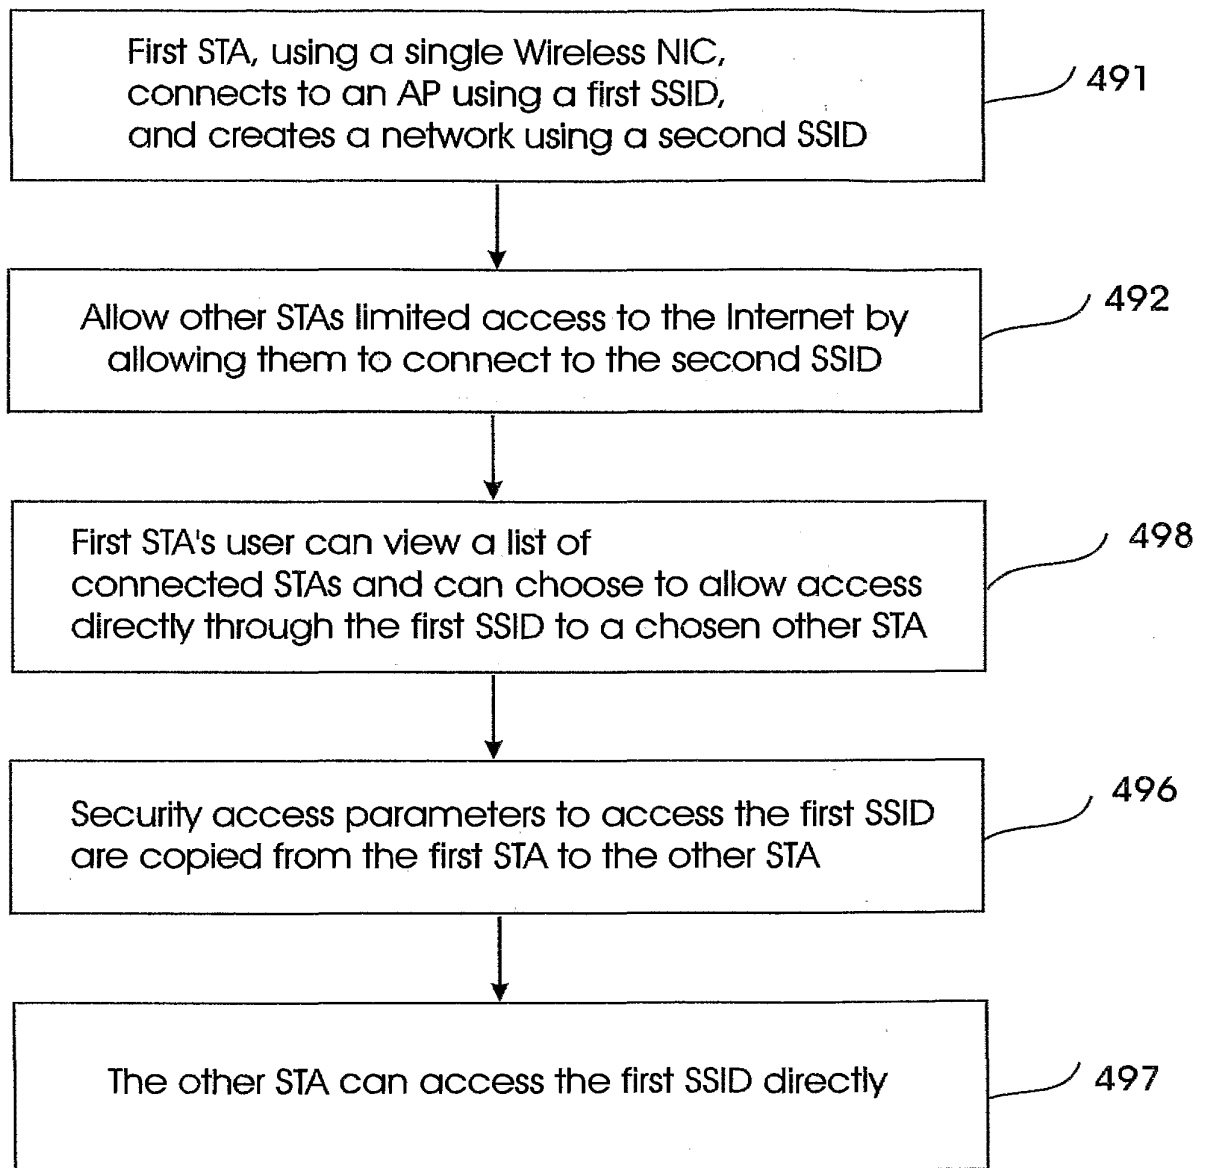 First STA, using a single Wireless NIC,
connects to an AP using a first SSID,
and creates a network using a second SSID
491
Allow other STAs limited access to the Internet by
allowing them to connect to the second SSID
492
First STA's user can view a list of
connected STAs and can choose to allow access
directly through the first SSID to a chosen other STA
498
Security access parameters to access the first SSID
are copied from the first STA to the other STA
496
The other STA can access the first SSID directly
497